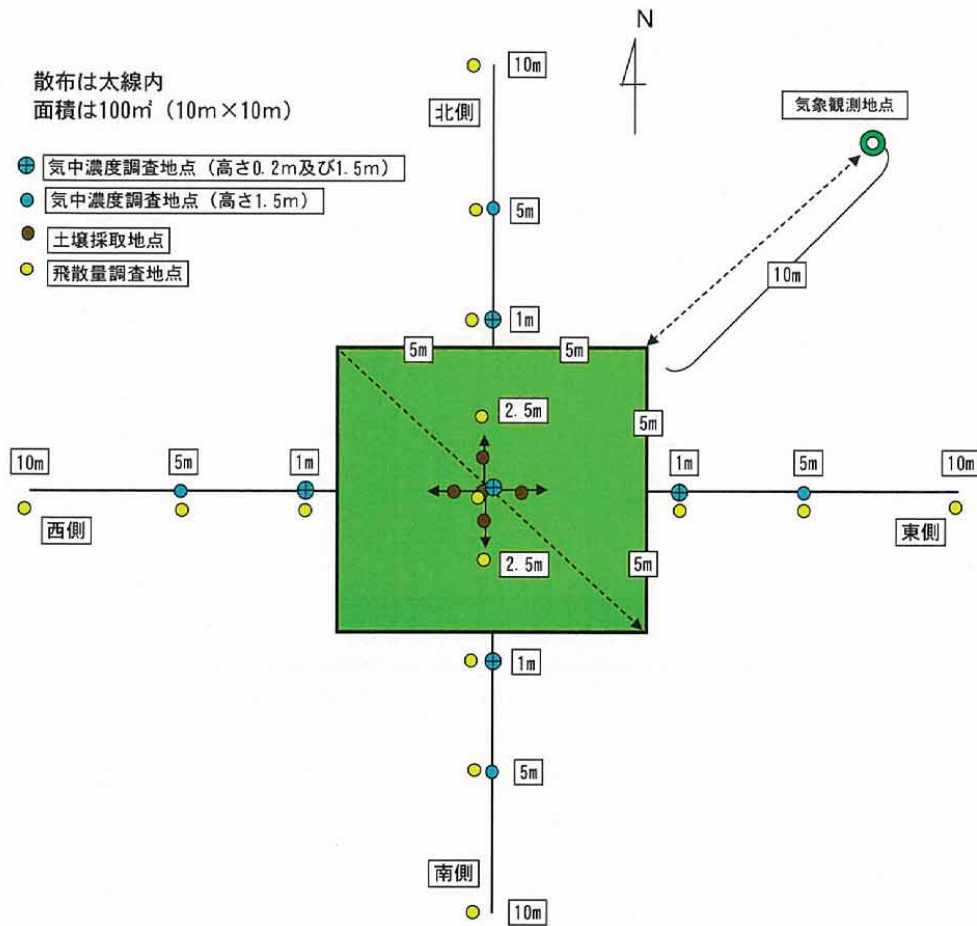 N
10m
散布は太線内
面積は100㎡（10m×10m）
気象観測地点
北側
気中濃度調査地点（高さ0.2m及び1.5m）
気中濃度調査地点（高さ1.5m）
5m
土壌採取地点
飛散量調査地点
10m
1m
5m
5m
2.5m
5m
10m
5m
1m
1m
5m
10m
西側
東側
2.5m
5m
1m
5m
南側
10m